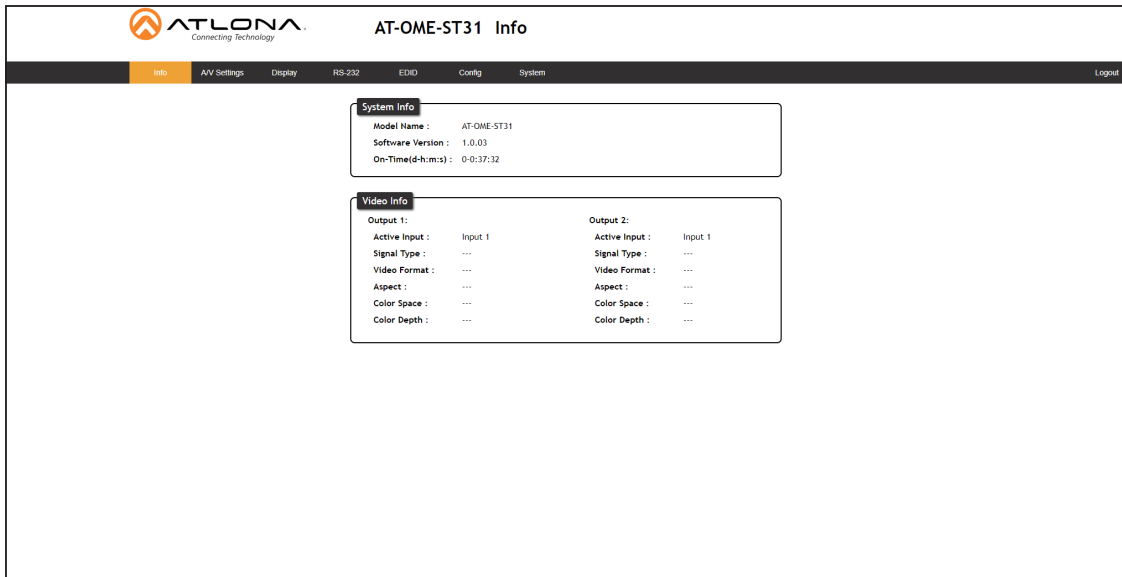 ATLONA.
Connecting Technology
AT-OME-ST31 Info
Info A/V Settings Display RS-232 EDID Config System Logout
System Info
Model Name : AT-OME-ST31
Software Version : 1.0.03
On-Time(d-h:m:s) : 0-0:37:32
Video Info
Output 1: Output 2:
Active Input : Input 1 Active Input : Input 1
Signal Type : --- Signal Type : ---
Video Format : --- Video Format : ---
Aspect : --- Aspect : ---
Color Space : --- Color Space : ---
Color Depth : --- Color Depth : ---